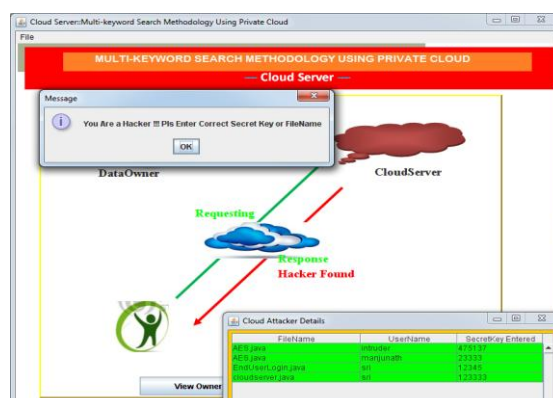 Cloud Server::Multi-keyword Search Methodology Using Private Cloud
File
MULTI-KEYWORD SEARCH METHODOLOGY USING PRIVATE CLOUD
Cloud Server
Message
You Are a Hacker !!! Pls Enter Correct Secret Key or FileName
OK
DataOwner
CloudServer
Requesting
Response
Hacker Found
View Owner
Cloud Attacker Details
FileName UserName SecretKey Entered
AES.java intruder 475137
AES.java manjunath 23333
EndUserLogin.java sri 12345
cloudserver.java sri 123333